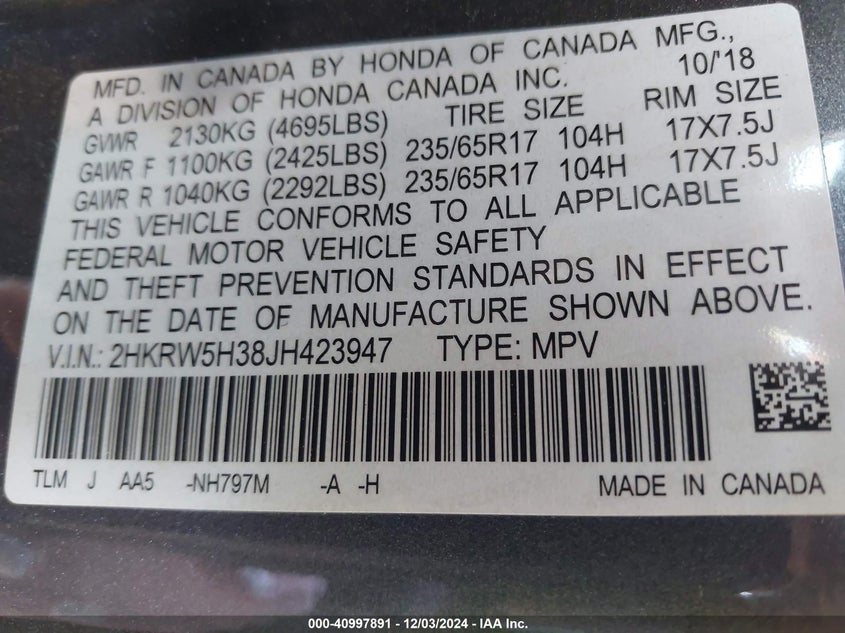 MFD. IN CANADA BY HONDA OF CANADA MFG.,
A DIVISION OF HONDA CANADA INC. 10/'18
GVWR 2130KG (4695LBS) TIRE SIZE RIM SIZE
GAWR F 1100KG (2425LBS) 235/65R17 104H 17X7.5J
GAWR R 1040KG (2292LBS) 235/65R17 104H 17X7.5J
THIS VEHICLE CONFORMS TO ALL APPLICABLE
FEDERAL MOTOR VEHICLE SAFETY
AND THEFT PREVENTION STANDARDS IN EFFECT
ON THE DATE OF MANUFACTURE SHOWN ABOVE.
V.I.N.: 2HKRW5H38JH423947 TYPE: MPV
TLM J AA5 -NH797M -A -H MADE IN CANADA
000-40997891 - 12/03/2024 - IAA Inc.